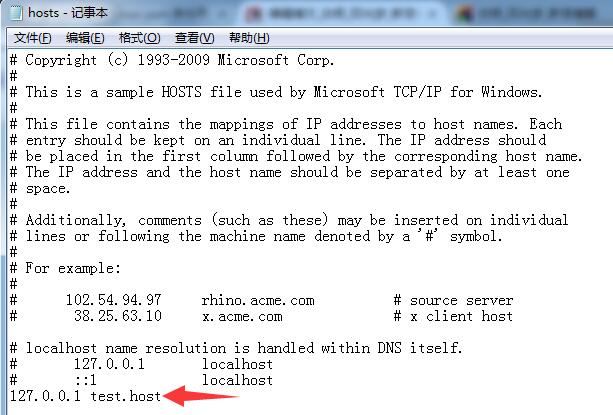 hosts - 记事本
文件(F) 编辑(E) 格式(O) 查看(V) 帮助(H)
# Copyright (c) 1993-2009 Microsoft Corp.
#
# This is a sample HOSTS file used by Microsoft TCP/IP for Windows.
#
# This file contains the mappings of IP addresses to host names. Each
# entry should be kept on an individual line. The IP address should
# be placed in the first column followed by the corresponding host name.
# The IP address and the host name should be separated by at least one
# space.
#
# Additionally, comments (such as these) may be inserted on individual
# lines or following the machine name denoted by a '#' symbol.
#
# For example:
#
#      102.54.94.97     rhino.acme.com          # source server
#       38.25.63.10     x.acme.com              # x client host

# localhost name resolution is handled within DNS itself.
#       127.0.0.1       localhost
#       ::1             localhost
127.0.0.1 test.host